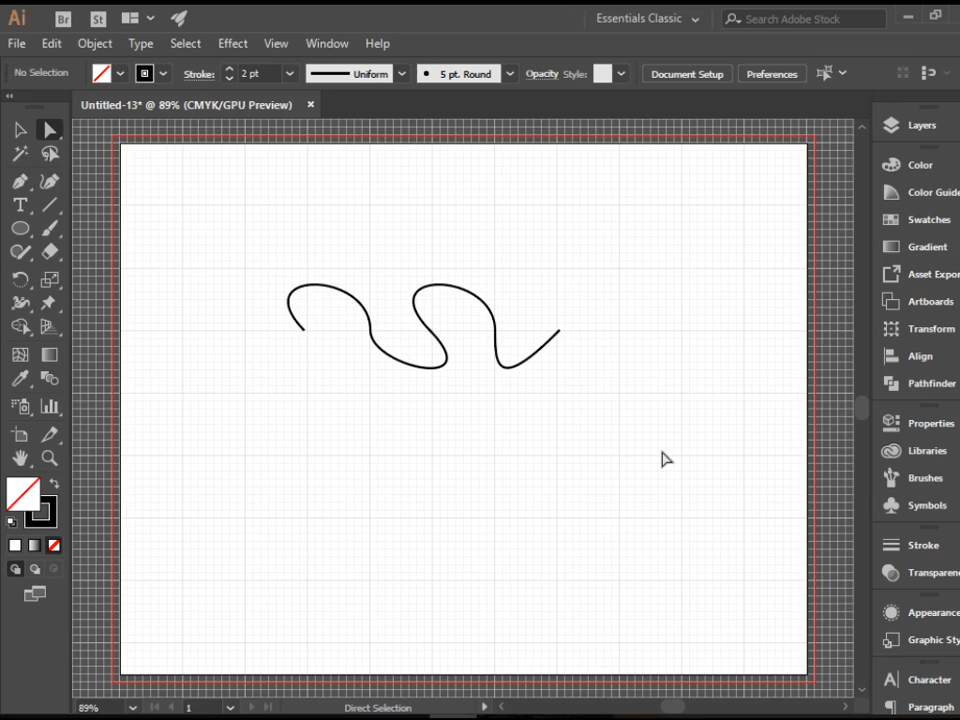 Ai Br St Essentials Classic Search Adobe Stock
File Edit Object Type Select Effect View Window Help
No Selection Stroke: 2 pt Uniform 5 pt. Round Opacity Style: Document Setup Preferences
Untitled-13* @ 89% (CMYK/GPU Preview) ×
Layers
Color
Color Guide
Swatches
Gradient
Asset Expor
Artboards
Transform
Align
Pathfinder
Properties
Libraries
Brushes
Symbols
Stroke
Transparen
Appearance
Graphic Sty
Character
Paragraph
89% 1 Direct Selection